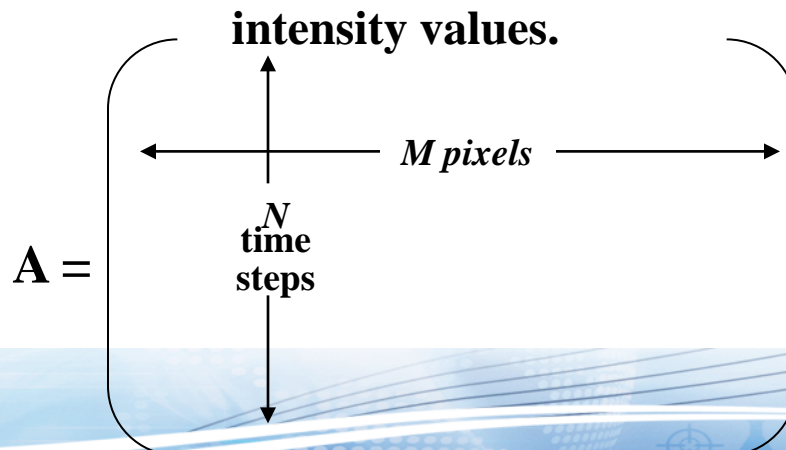 intensity values.
M pixels
N
time
steps
A =